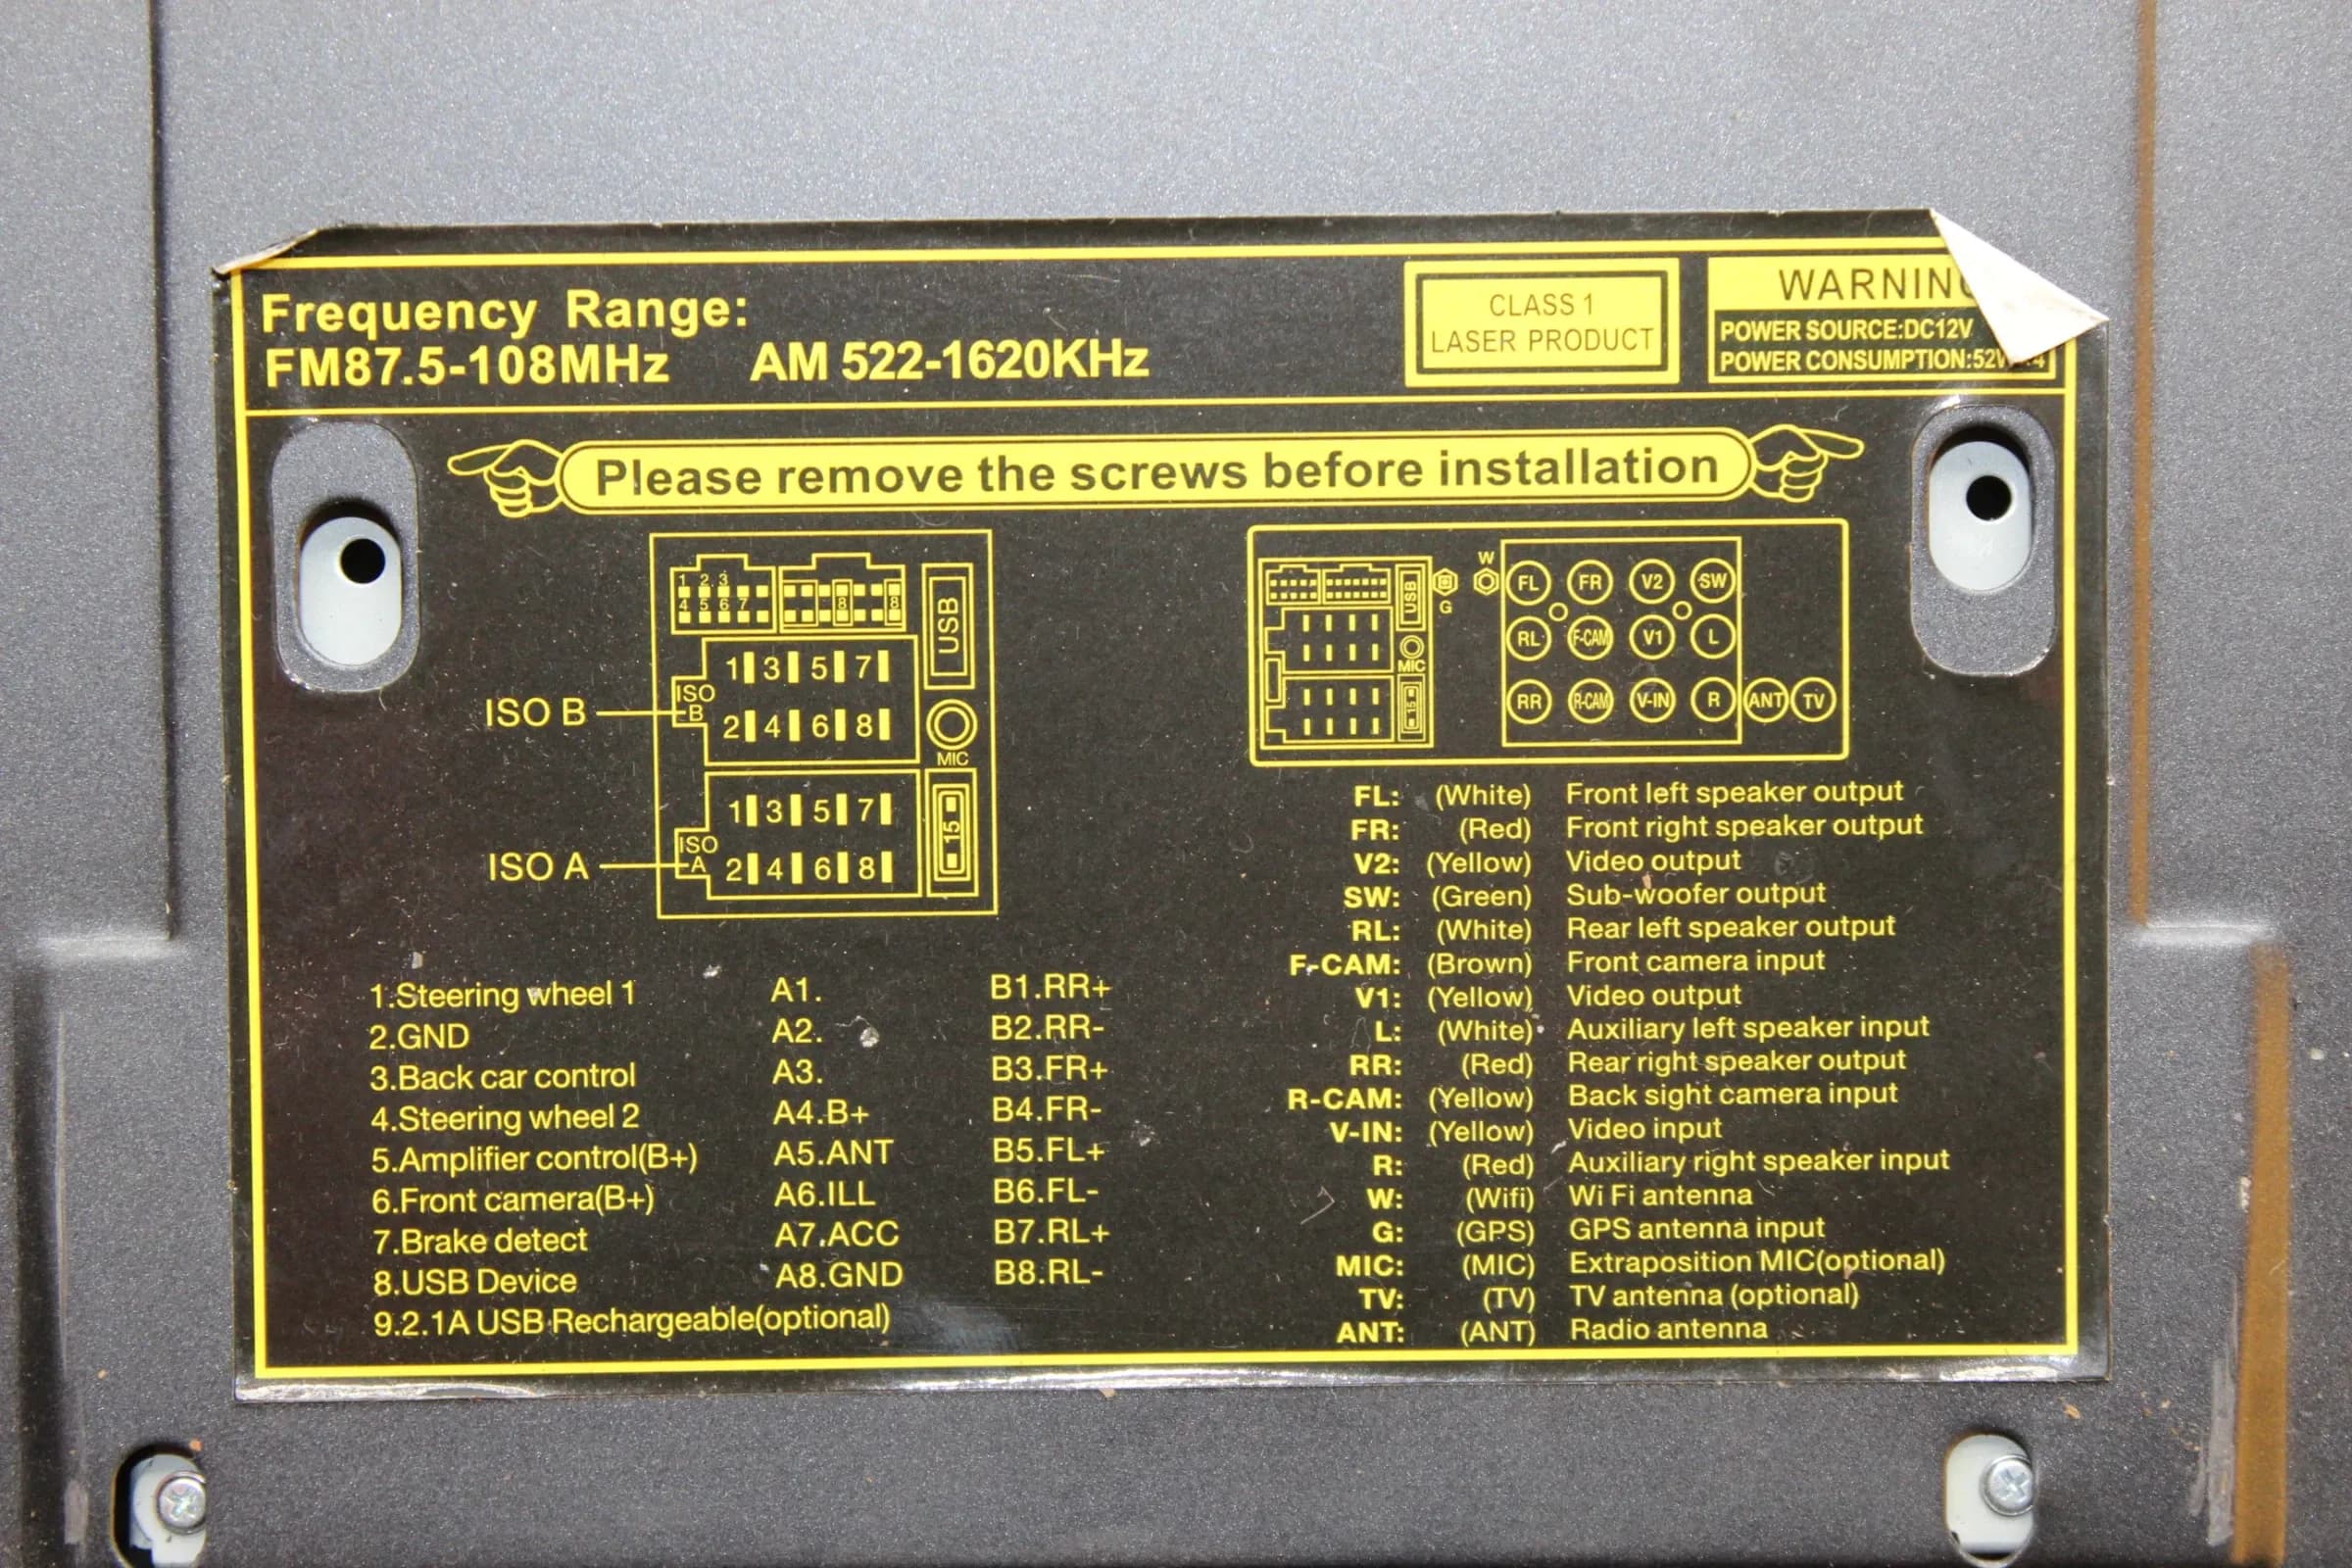 Frequency Range:
FM87.5-108MHz AM 522-1620KHz
CLASS 1
LASER PRODUCT
POWER SOURCE:DC12V
POWER CONSUMPTION:
Please remove the screws before installation
1 2 3
4 5 6 7 8 8
USB
1 3 5 7
ISO B
ISO
B
2 4 6 8
MIC
1 3 5 7
ISO A
ISO
A
2 4 6 8
15
W
G
USB
MIC
15
FL FR V2 SW
RL F-CAM V1 L
RR R-CAM V-IN R ANT TV
1.Steering wheel 1
2.GND
3.Back car control
4.Steering wheel 2
5.Amplifier control(B+)
6.Front camera(B+)
7.Brake detect
8.USB Device
9.2.1A USB Rechargeable(optional)
A1.
A2.
A3.
A4.B+
A5.ANT
A6.ILL
A7.ACC
A8.GND
B1.RR+
B2.RR-
B3.FR+
B4.FR-
B5.FL+
B6.FL-
B7.RL+
B8.RL-
FL: (White) Front left speaker output
FR: (Red) Front right speaker output
V2: (Yellow) Video output
SW: (Green) Sub-woofer output
RL: (White) Rear left speaker output
F-CAM: (Brown) Front camera input
V1: (Yellow) Video output
L: (White) Auxiliary left speaker input
RR: (Red) Rear right speaker output
R-CAM: (Yellow) Back sight camera input
V-IN: (Yellow) Video input
R: (Red) Auxiliary right speaker input
W: (Wifi) Wi Fi antenna
G: (GPS) GPS antenna input
MIC: (MIC) Extraposition MIC(optional)
TV: (TV) TV antenna (optional)
ANT: (ANT) Radio antenna